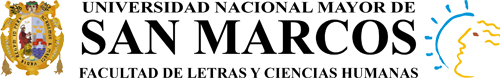 UNIVERSIDAD NACIONAL MAYOR DE
SAN MARCOS
FACULTAD DE LETRAS Y CIENCIAS HUMANAS